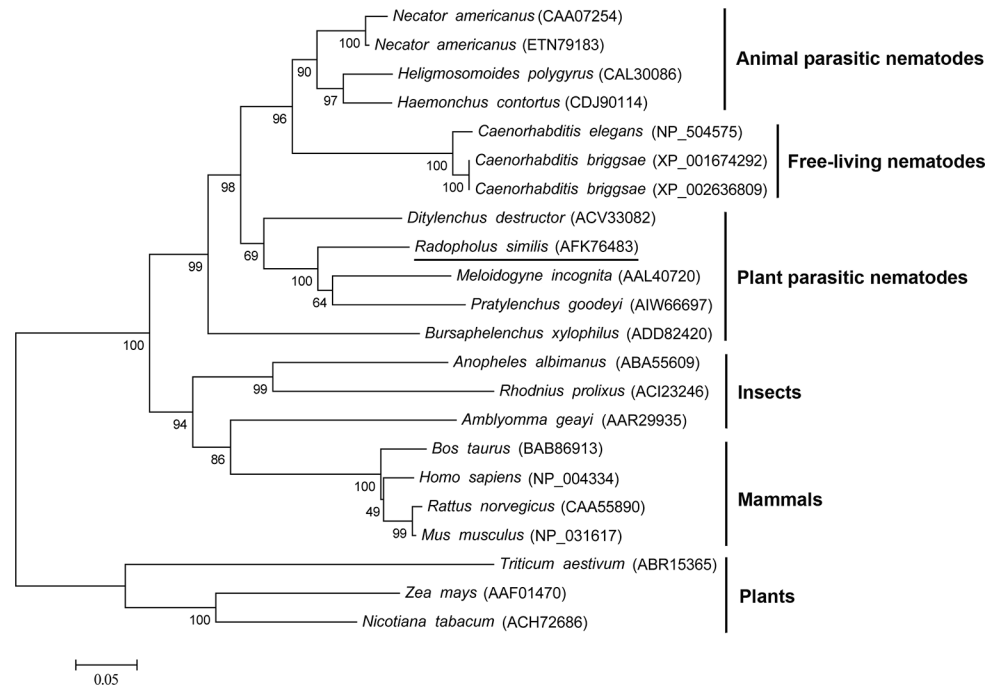 Necator americanus (CAA07254)
100
Necator americanus (ETN79183)
90
Animal parasitic nematodes
Heligmosomoides polygyrus (CAL30086)
97
Haemonchus contortus (CDJ90114)
96
Caenorhabditis elegans (NP_504575)
100
Caenorhabditis briggsae (XP_001674292)
Free-living nematodes
100
Caenorhabditis briggsae (XP_002636809)
98
Ditylenchus destructor (ACV33082)
69
Radopholus similis (AFK76483)
99
100
Meloidogyne incognita (AAL40720)
Plant parasitic nematodes
64
Pratylenchus goodeyi (AIW66697)
Bursaphelenchus xylophilus (ADD82420)
100
Anopheles albimanus (ABA55609)
99
Rhodnius prolixus (ACI23246)
Insects
94
Amblyomma geayi (AAR29935)
86
Bos taurus (BAB86913)
100
Homo sapiens (NP_004334)
49
Mammals
Rattus norvegicus (CAA55890)
99
Mus musculus (NP_031617)
Triticum aestivum (ABR15365)
Zea mays (AAF01470)
Plants
100
Nicotiana tabacum (ACH72686)
0.05